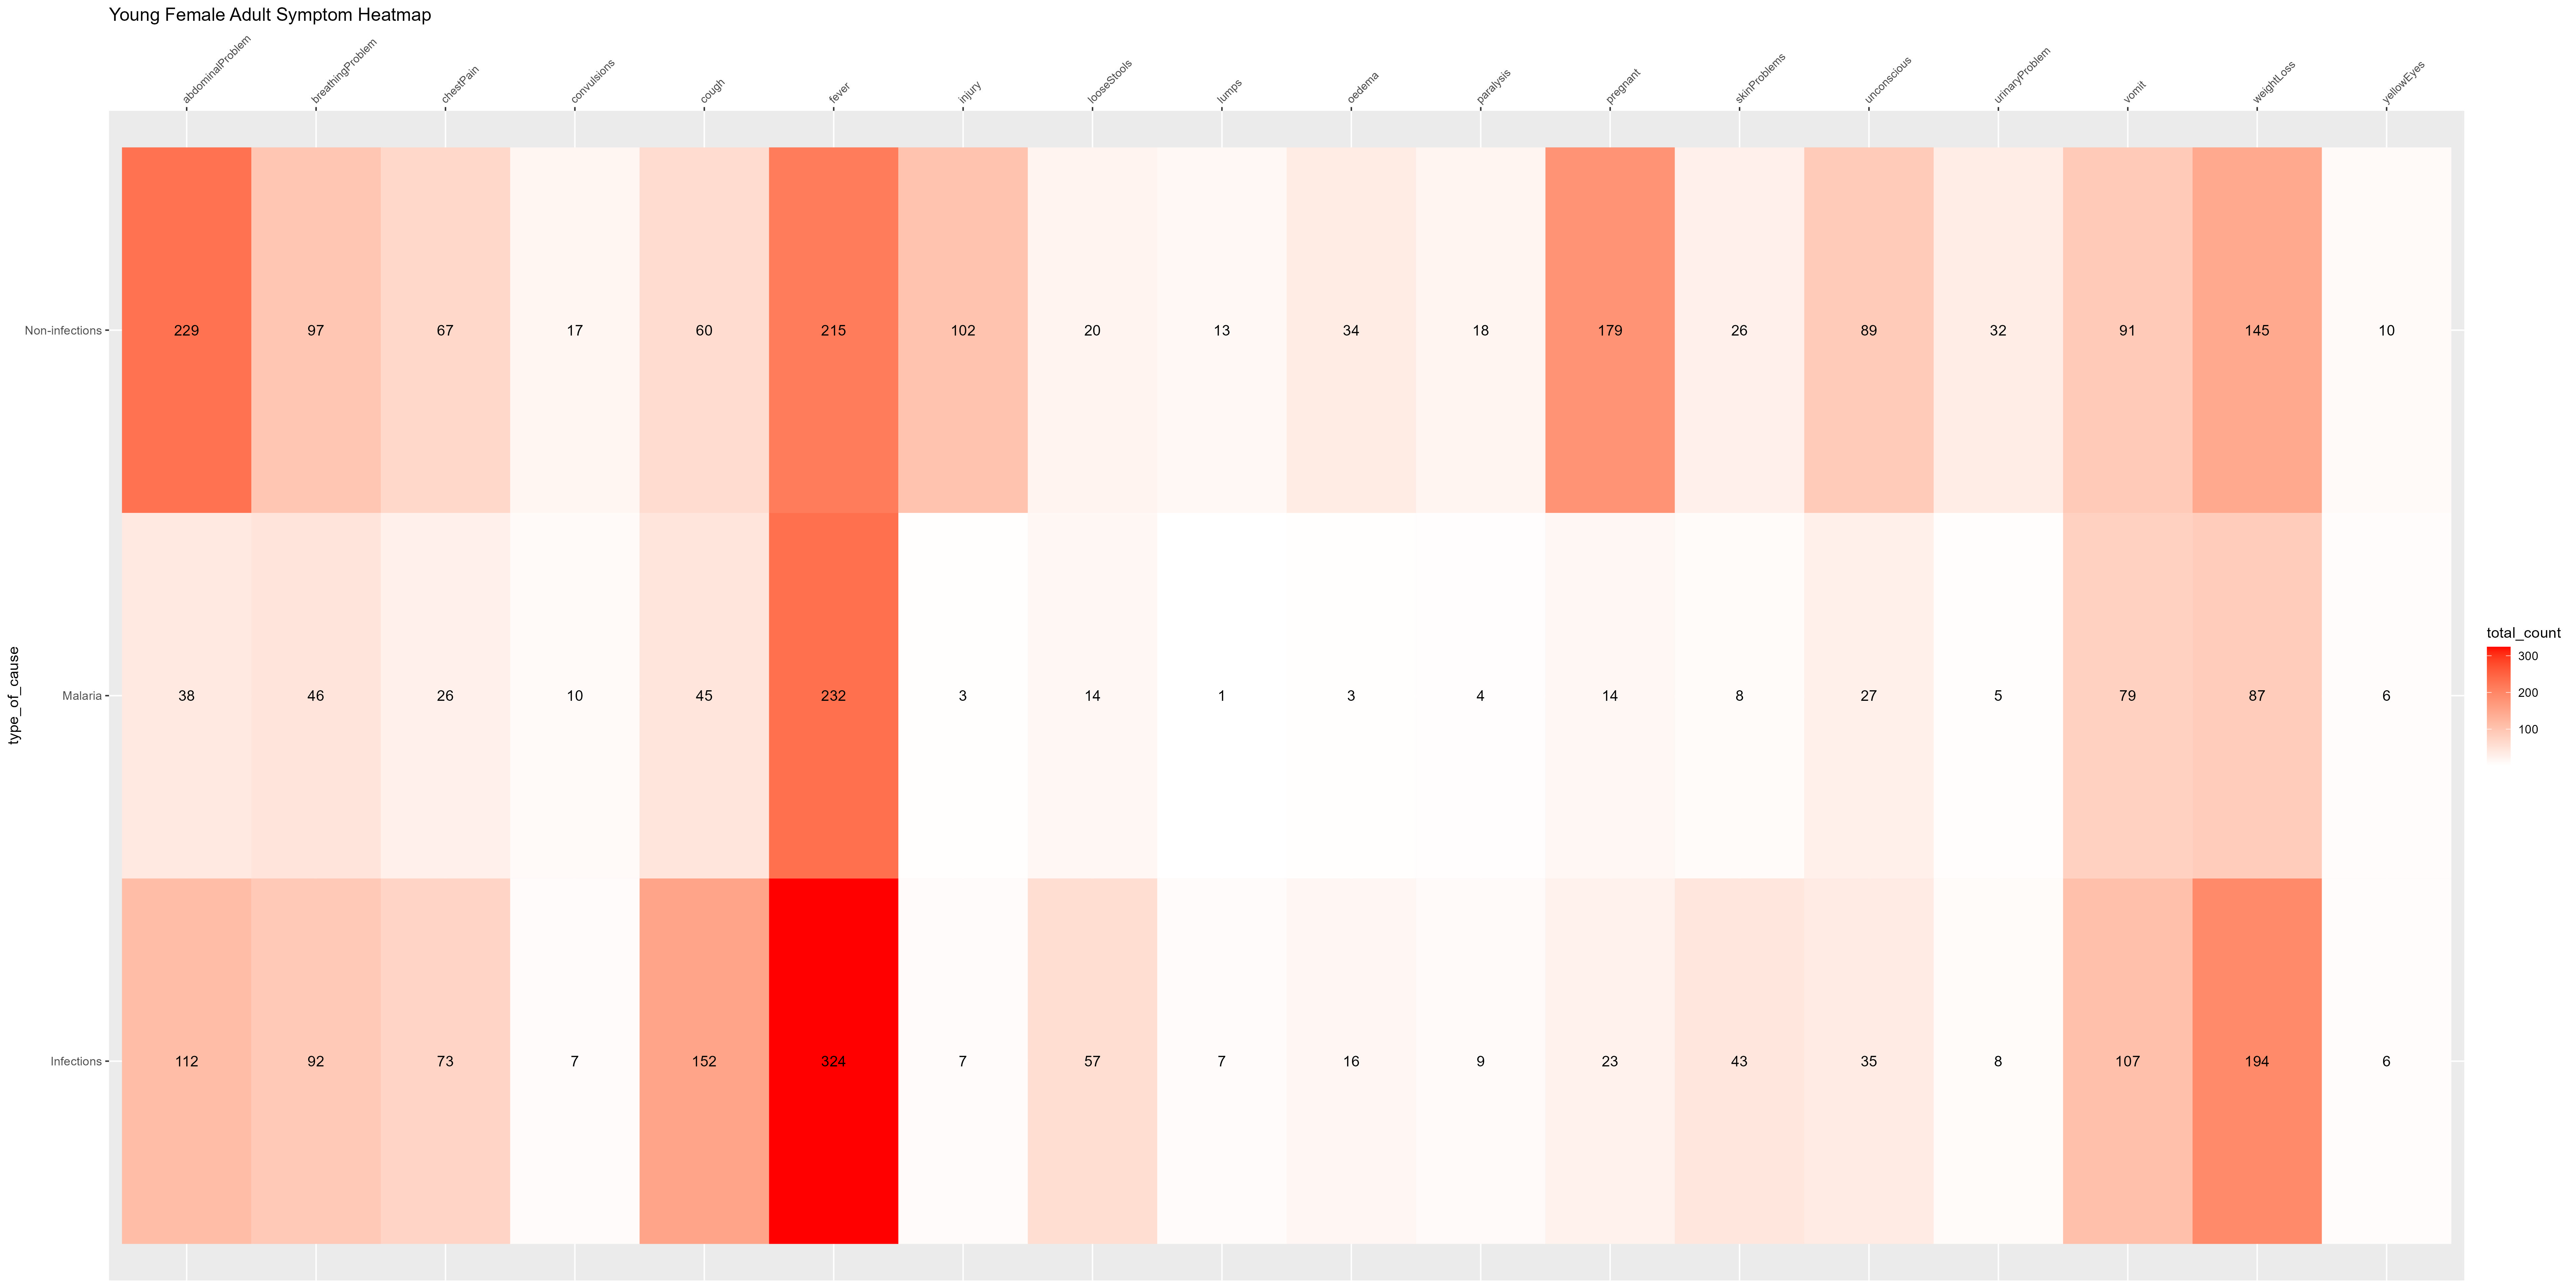 Young Female Adult Symptom Heatmap
abdominalProblem breathingProblem chestPain convulsions cough fever injury looseStools lumps oedema paralysis pregnant skinProblems unconscious urinaryProblem vomit weightLoss yellowEyes
Non-infections 229 97 67 17 60 215 102 20 13 34 18 179 26 89 32 91 145 10
Malaria 38 46 26 10 45 232 3 14 1 3 4 14 8 27 5 79 87 6
Infections 112 92 73 7 152 324 7 57 7 16 9 23 43 35 8 107 194 6
type_of_cause
total_count
300
200
100